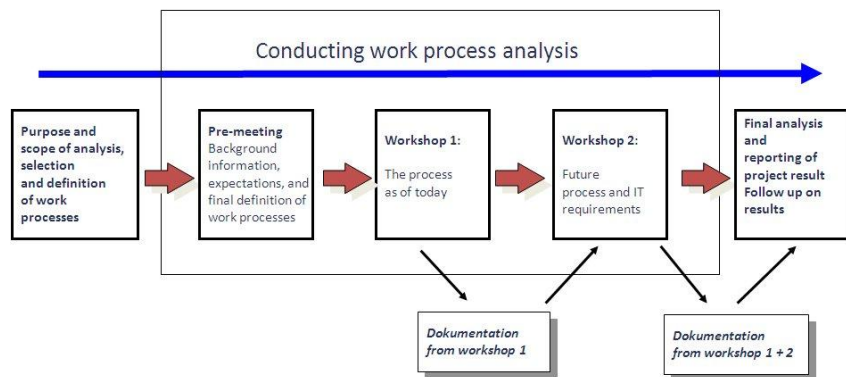 Conducting work process analysis
Purpose and
scope of analysis,
selection
and definition
of work
processes
Pre-meeting
Background
information,
expectations, and
final definition of
work processes
Workshop 1:
The process
as of today
Workshop 2:
Future
process and IT
requirements
Final analysis
and
reporting of
project result
Follow up on
results
Dokumentation
from workshop 1
Dokumentation
from workshop 1 + 2